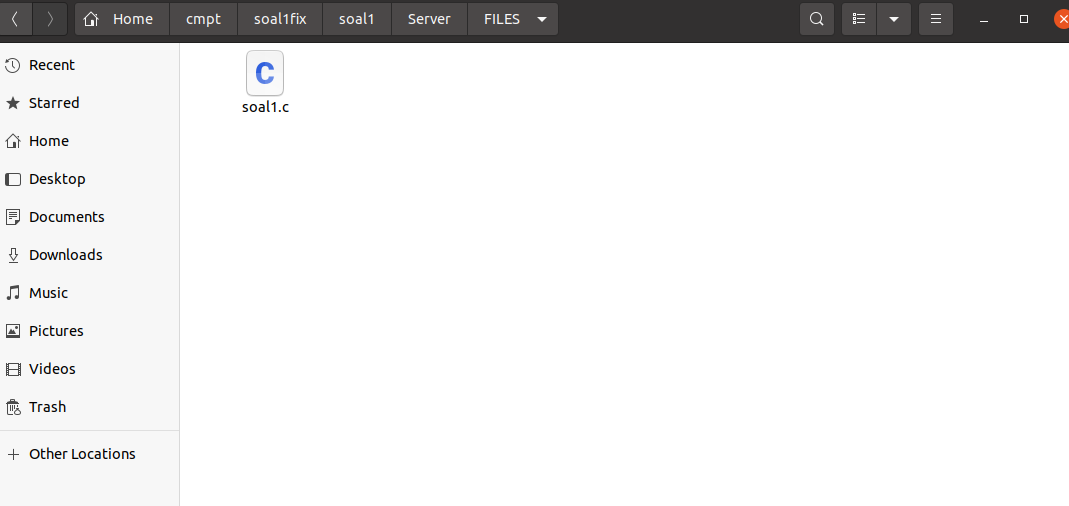 Home cmpt soal1fix soal1 Server FILES
Recent
Starred
Home
Desktop
Documents
Downloads
Music
Pictures
Videos
Trash
Other Locations
C
soal1.c